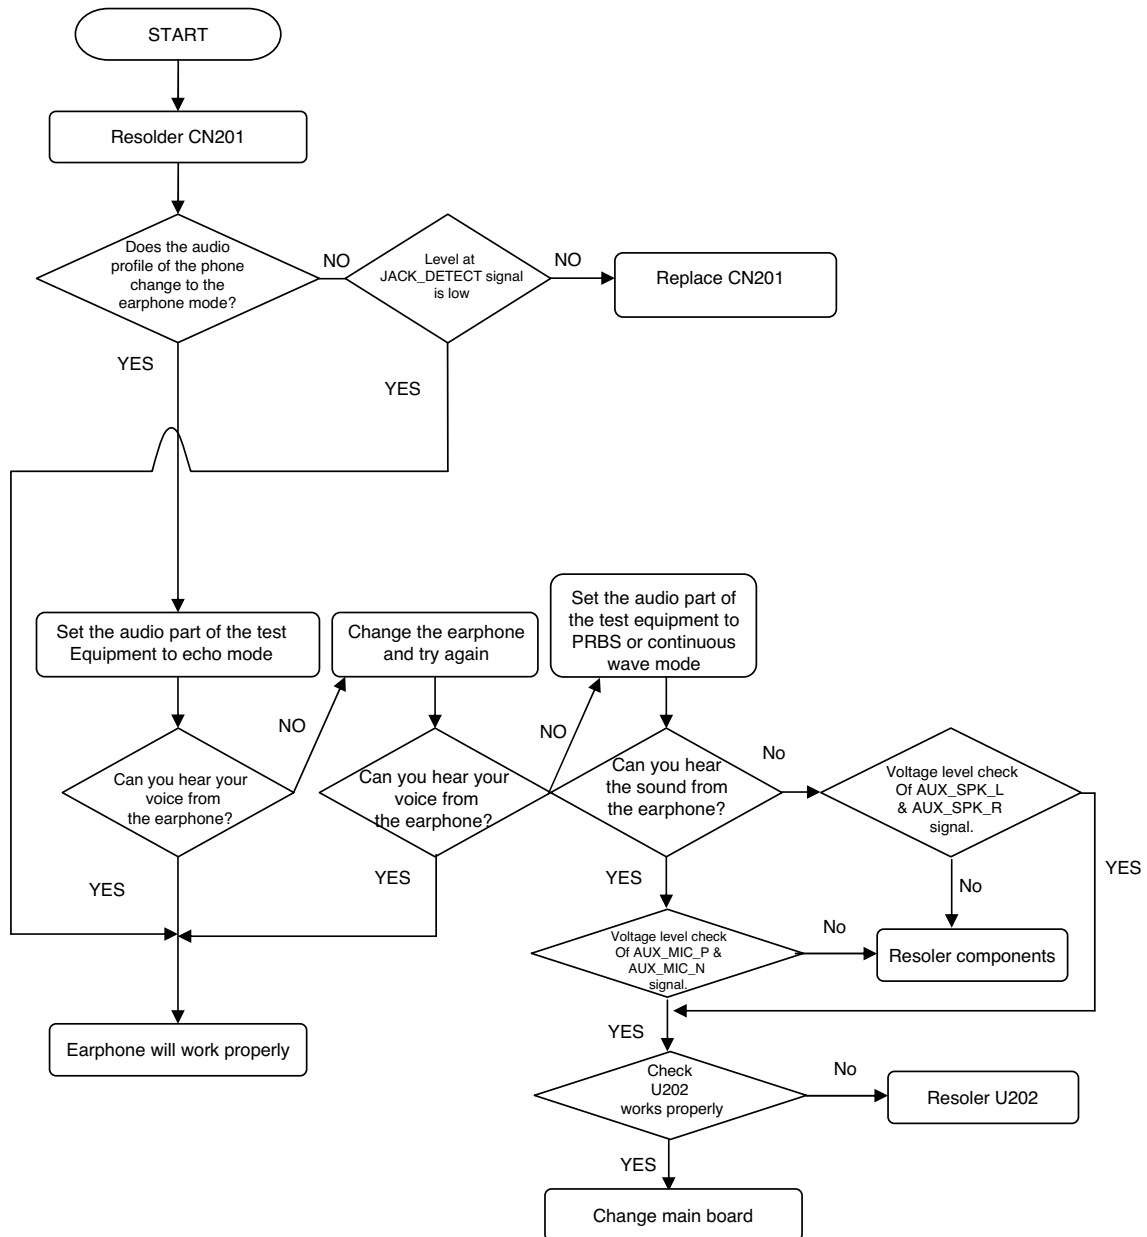 START
Resolder CN201
Does the audio
profile of the phone
change to the
earphone mode?
NO
Level at
JACK_DETECT signal
is low
NO
Replace CN201
YES
YES
Set the audio part of the test
Equipment to echo mode
Change the earphone
and try again
Set the audio part of
the test equipment to
PRBS or continuous
wave mode
NO
NO
No
Can you hear your
voice from
the earphone?
Can you hear your
voice from
the earphone?
Can you hear
the sound from
the earphone?
Voltage level check
Of AUX_SPK_L
& AUX_SPK_R
signal.
YES
YES
YES
No
YES
Voltage level check
Of AUX_MIC_P &
AUX_MIC_N
signal.
No
Resoler components
Earphone will work properly
YES
Check
U202
works properly
No
Resoler U202
YES
Change main board